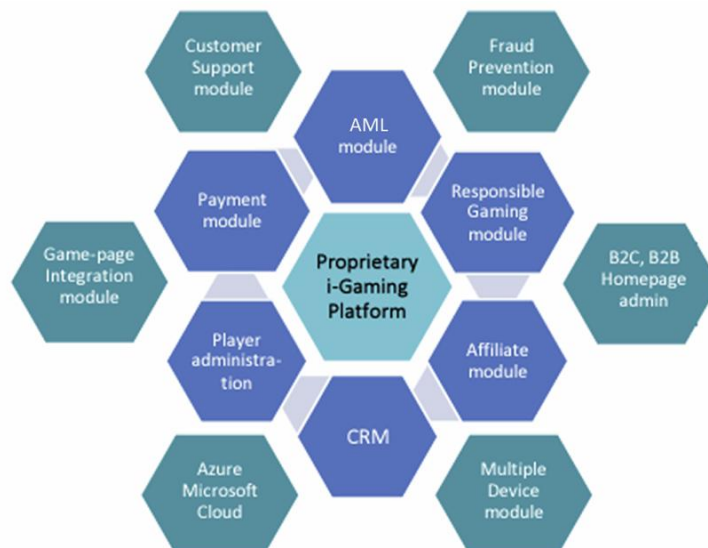 Customer
Support
module
Fraud
Prevention
module
AML
module
Payment
module
Responsible
Gaming
module
Game-page
Integration
module
Proprietary
i-Gaming
Platform
B2C, B2B
Homepage
admin
Player
administra-
tion
Affiliate
module
CRM
Azure
Microsoft
Cloud
Multiple
Device
module